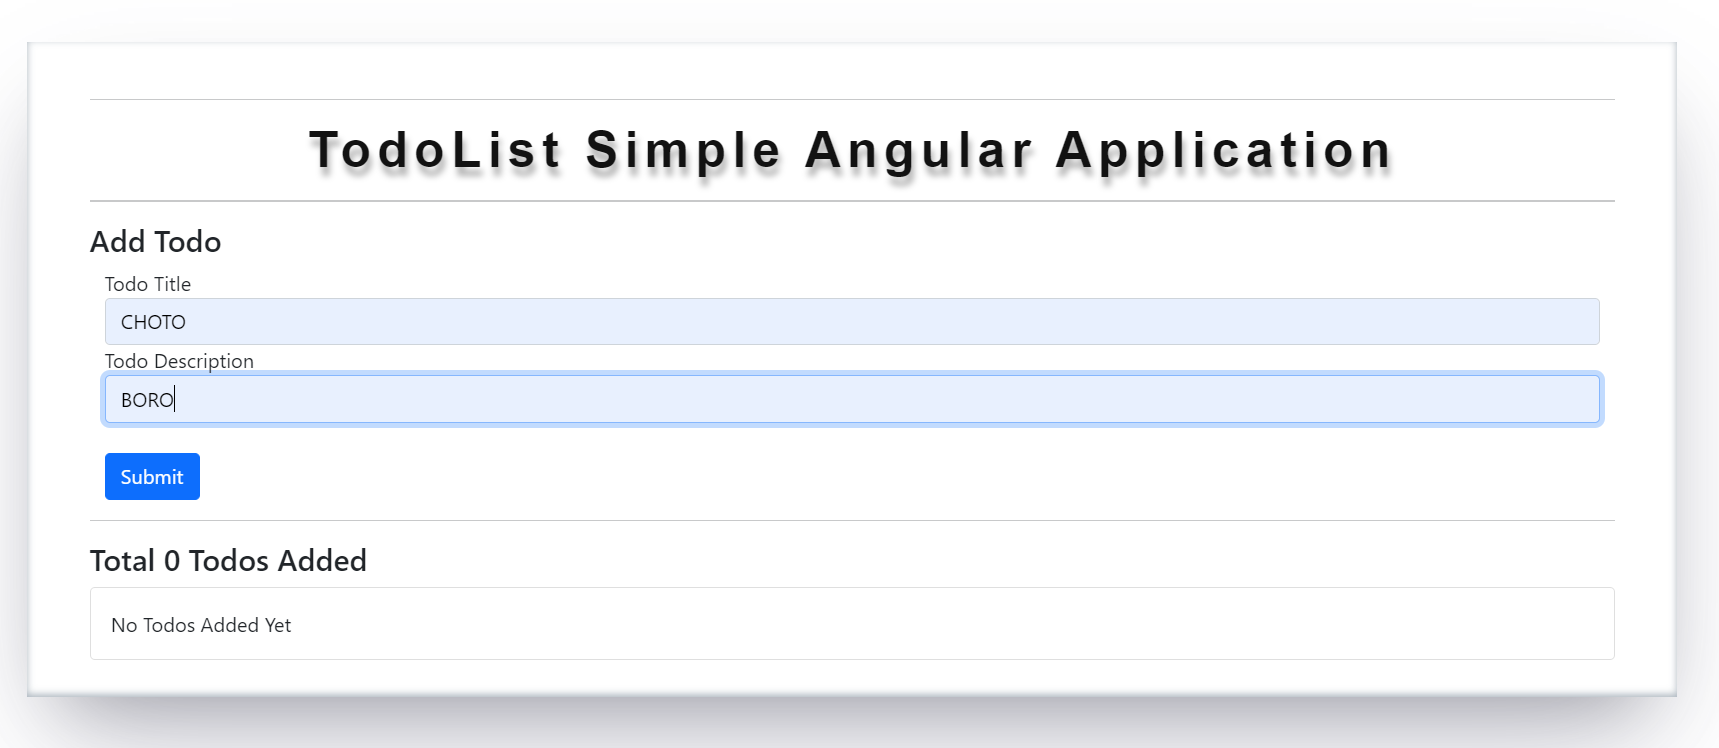 TodoList Simple Angular Application
Add Todo
Todo Title
CHOTO
Todo Description
BORO
Submit
Total 0 Todos Added
No Todos Added Yet